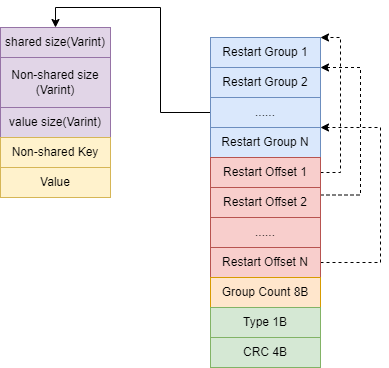 shared size(Varint)
Non-shared size
(Varint)
value size(Varint)
Non-shared Key
Value
Restart Group 1
Restart Group 2
......
Restart Group N
Restart Offset 1
Restart Offset 2
......
Restart Offset N
Group Count 8B
Type 1B
CRC 4B